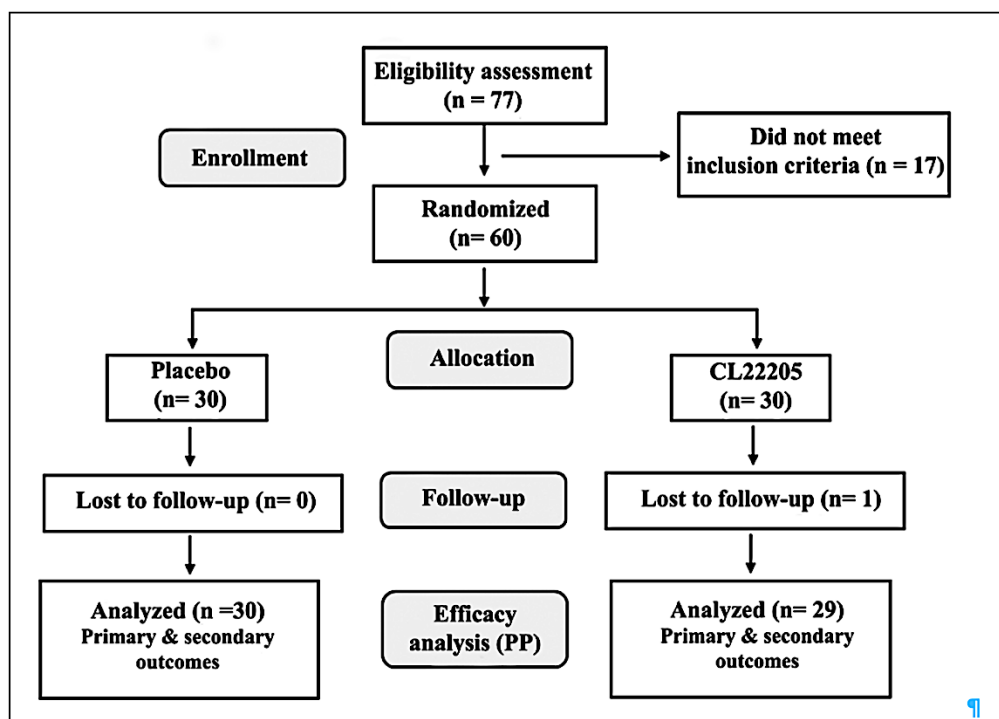 Eligibility assessment
(n = 77)
Enrollment
Did not meet
inclusion criteria (n = 17)
Randomized
(n= 60)
Allocation
Placebo
(n= 30)
CL22205
(n= 30)
Lost to follow-up (n= 0)
Follow-up
Lost to follow-up (n= 1)
Analyzed (n =30)
Primary & secondary
outcomes
Efficacy
analysis (PP)
Analyzed (n= 29)
Primary & secondary
outcomes
¶